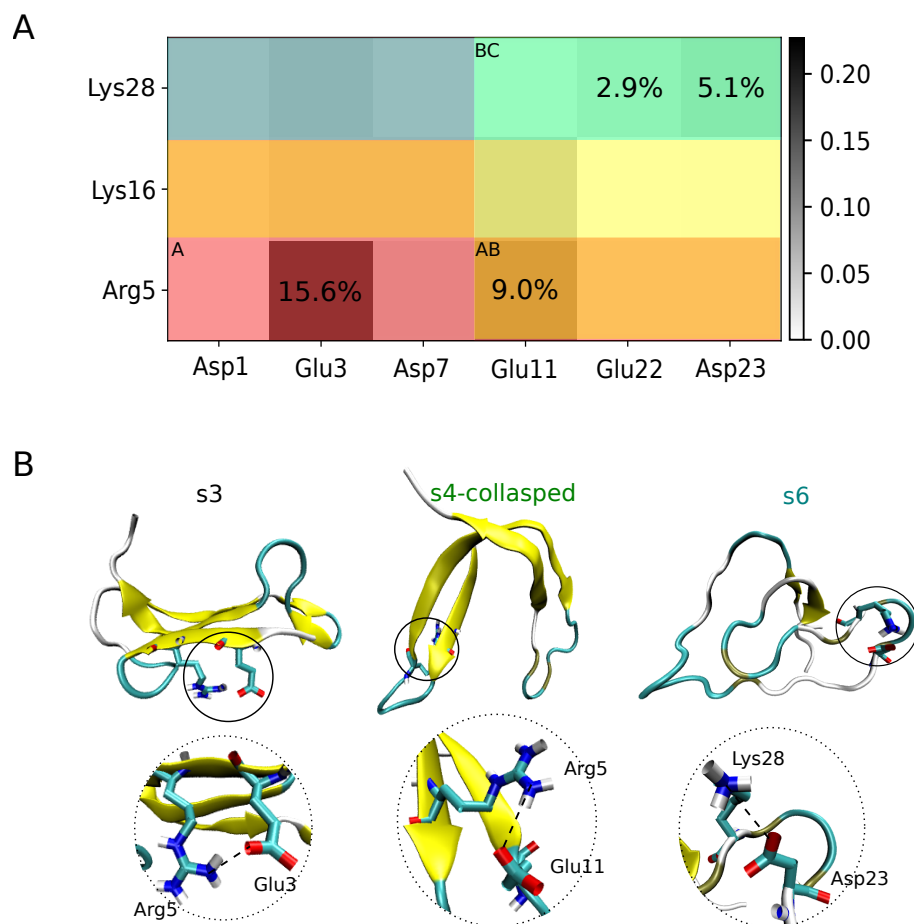 A
BC
Lys28
2.9%
5.1%
0.20
Lys16
0.15
0.10
A
AB
Arg5
15.6%
9.0%
0.05
0.00
Asp1
Glu3
Asp7
Glu11
Glu22
Asp23
B
s3
s4-collasped
s6
Arg5
Glu3
Arg5
Glu11
Lys28
Asp23